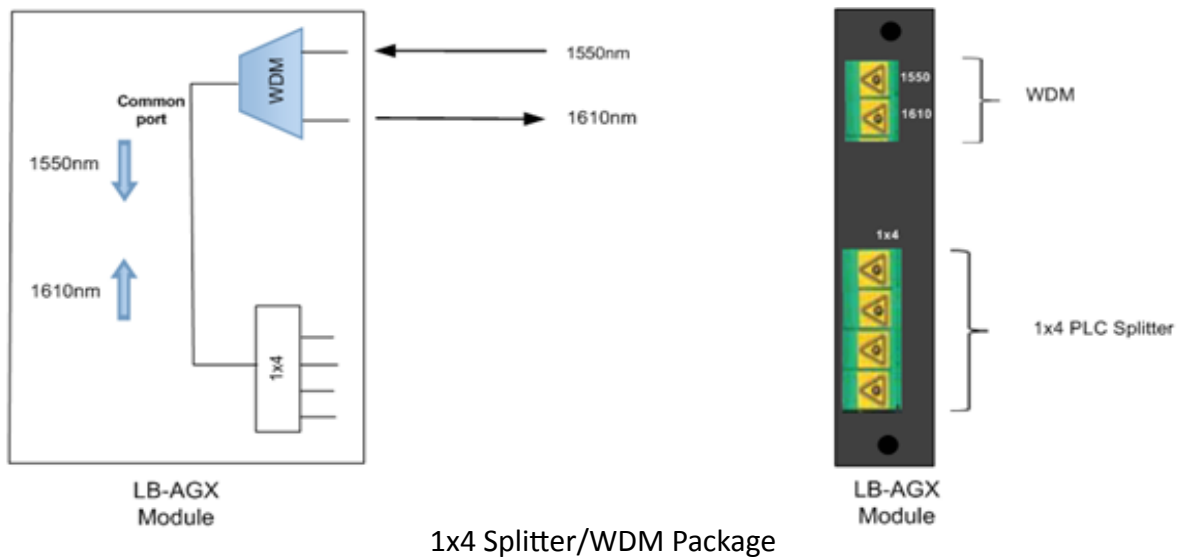 WDM
1550nm
1610nm
Common
port
1550nm
1610nm
1x4
LB-AGX
Module
1550
1610
WDM
1x4
1x4 PLC Splitter
LB-AGX
Module
1x4 Splitter/WDM Package